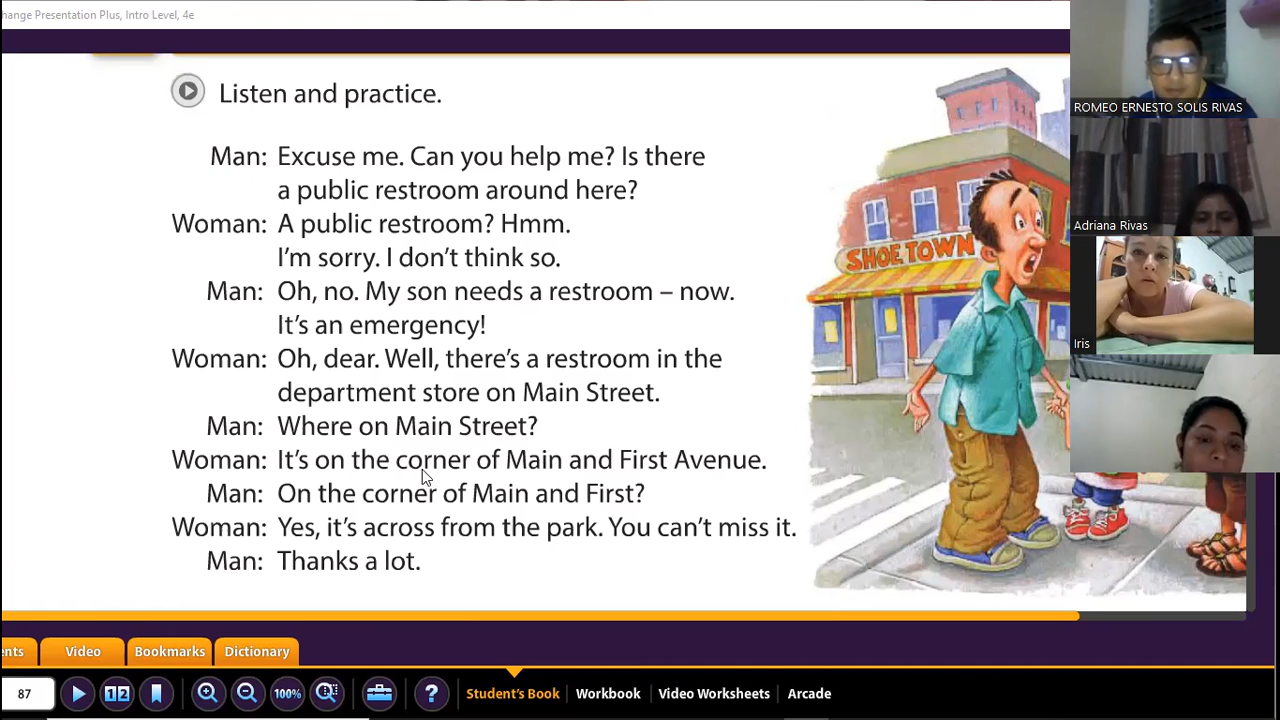 hange Presentation Plus, Intro Level, 4e
Listen and practice.
Man: Excuse me. Can you help me? Is there
a public restroom around here?
Woman: A public restroom? Hmm.
I'm sorry. I don't think so.
Man: Oh, no. My son needs a restroom – now.
It's an emergency!
Woman: Oh, dear. Well, there's a restroom in the
department store on Main Street.
Man: Where on Main Street?
Woman: It's on the corner of Main and First Avenue.
Man: On the corner of Main and First?
Woman: Yes, it's across from the park. You can't miss it.
Man: Thanks a lot.
SHOE TOWN
ROMEO ERNESTO SOLIS RIVAS
Adriana Rivas
Iris
ents Video Bookmarks Dictionary
87 1 2 100% ? Student's Book Workbook Video Worksheets Arcade